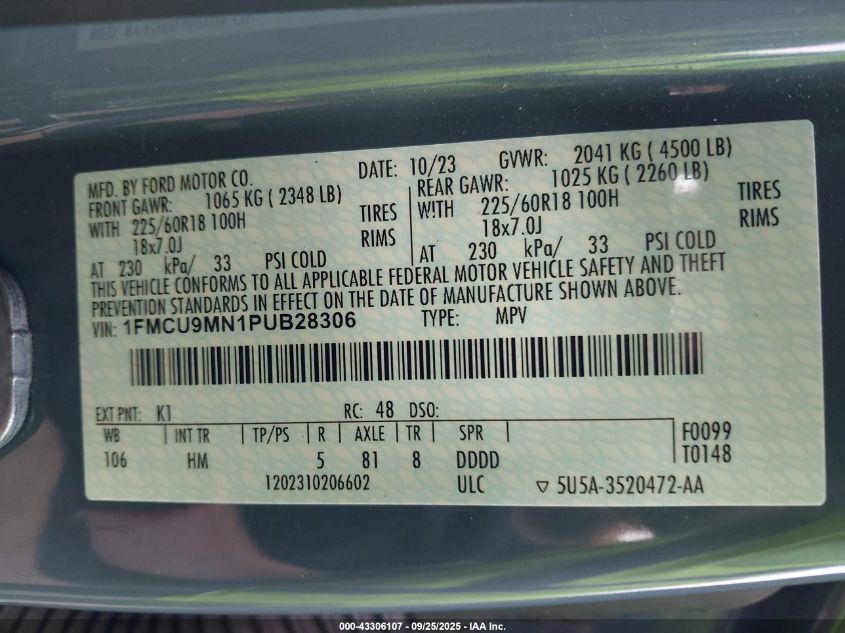 MFD. BY FORD MOTOR CO.
DATE: 10/23 GVWR: 2041 KG ( 4500 LB)
FRONT GAWR: 1065 KG ( 2348 LB) REAR GAWR: 1025 KG ( 2260 LB)
WITH 225/60R18 100H TIRES WITH 225/60R18 100H TIRES
18x7.0J RIMS 18x7.0J RIMS
AT 230 kPa/ 33 PSI COLD AT 230 kPa/ 33 PSI COLD
THIS VEHICLE CONFORMS TO ALL APPLICABLE FEDERAL MOTOR VEHICLE SAFETY AND THEFT
PREVENTION STANDARDS IN EFFECT ON THE DATE OF MANUFACTURE SHOWN ABOVE.
VIN: 1FMCU9MN1PUB28306 TYPE: MPV
EXT PNT: K1 RC: 48 DSO:
WB INT TR TP/PS R AXLE TR SPR F0099
106 HM 5 81 8 DDDD T0148
1202310206602 ULC ▽ 5U5A-3520472-AA
000-43306107 - 09/25/2025 - IAA Inc.